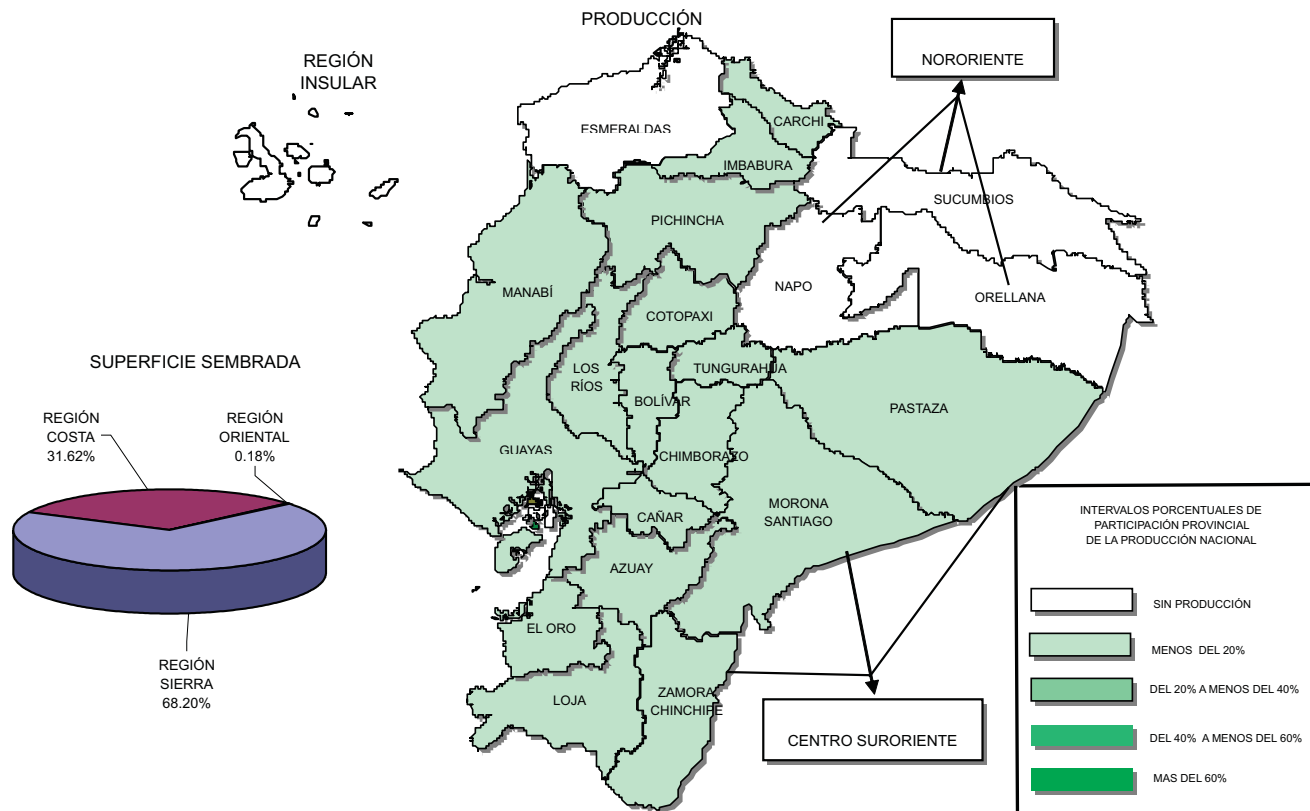 PRODUCCIÓN
REGIÓN
INSULAR
NORORIENTE
ESMERALDAS
CARCHI
IMBABURA
SUCUMBIOS
PICHINCHA
NAPO
ORELLANA
MANABÍ
COTOPAXI
TUNGURAHUA
LOS
RÍOS
BOLÍVAR
PASTAZA
GUAYAS
CHIMBORAZO
MORONA
SANTIAGO
CAÑAR
AZUAY
EL ORO
LOJA
ZAMORA
CHINCHIPE
CENTRO SURORIENTE
SUPERFICIE SEMBRADA
REGIÓN
COSTA
31.62%
REGIÓN
ORIENTAL
0.18%
REGIÓN
SIERRA
68.20%
INTERVALOS PORCENTUALES DE
PARTICIPACIÓN PROVINCIAL
DE LA PRODUCCIÓN NACIONAL
SIN PRODUCCIÓN
MENOS DEL 20%
DEL 20% A MENOS DEL 40%
DEL 40% A MENOS DEL 60%
MAS DEL 60%